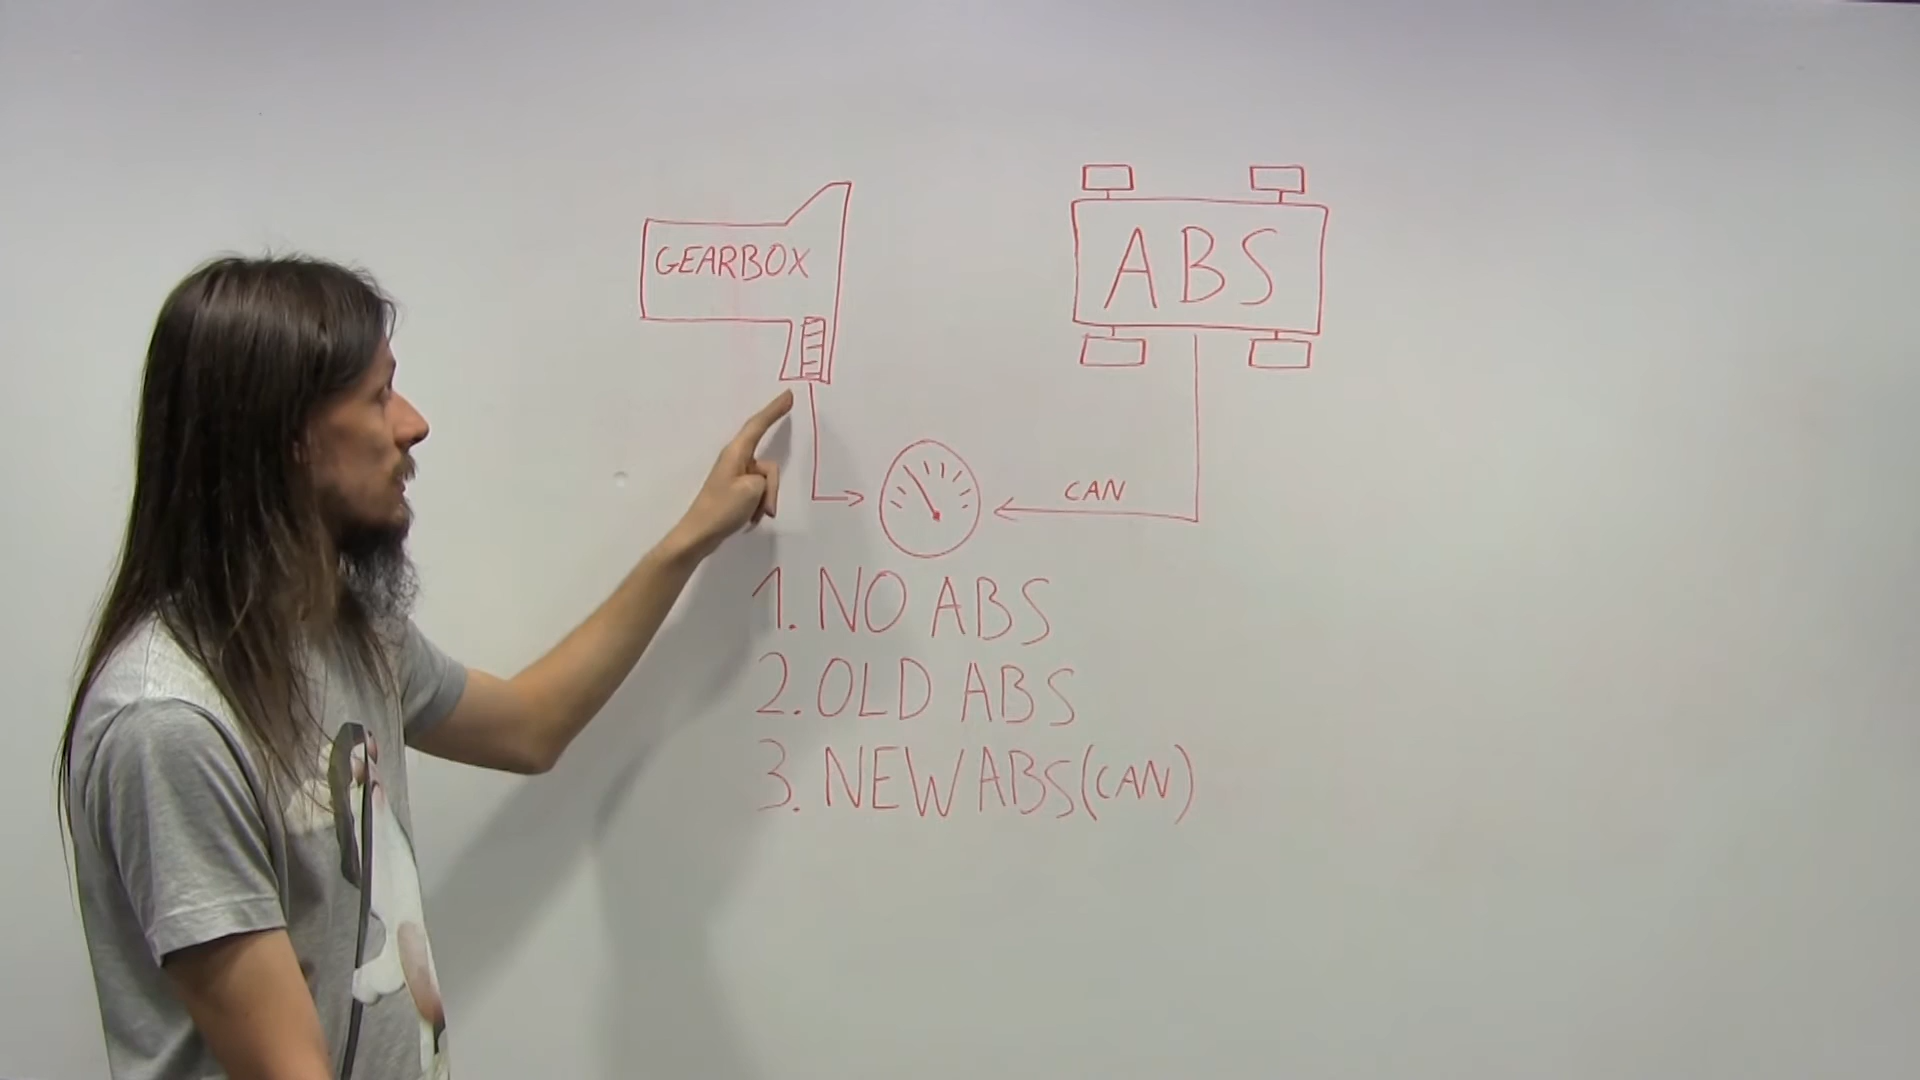 GEARBOX
ABS
CAN
1. NO ABS
2. OLD ABS
3. NEW ABS (CAN)